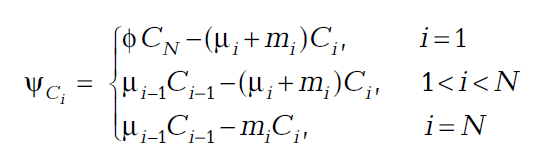 ϕ C_N −(μ_i + m_i)C_i, i=1
ψ_{C_i} = { μ_{i−1}C_{i−1} −(μ_i + m_i)C_i, 1<i<N
μ_{i−1}C_{i−1} − m_iC_i, i=N